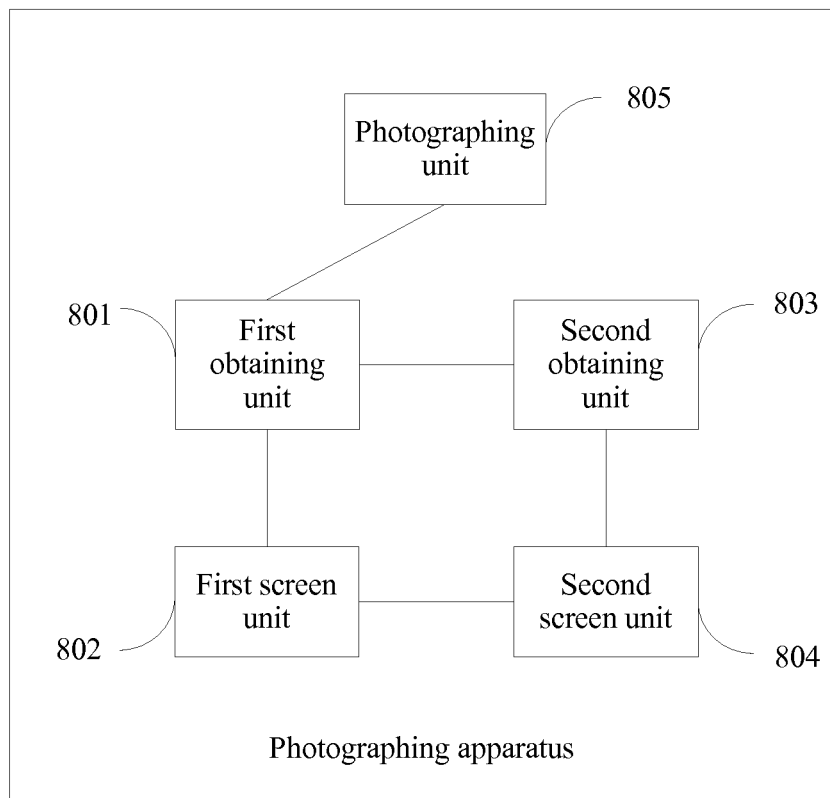 805
Photographing
unit
801
First
obtaining
unit
Second
obtaining
unit
803
First screen
unit
802
Second
screen unit
804
Photographing apparatus